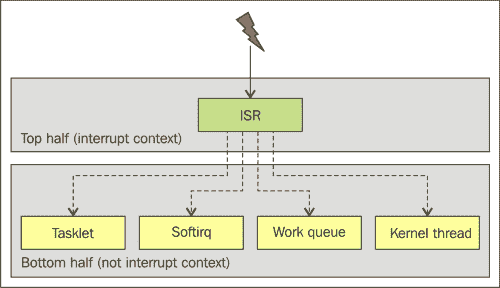 ISR
Top half (interrupt context)
Tasklet
Softirq
Work queue
Kernel thread
Bottom half (not interrupt context)